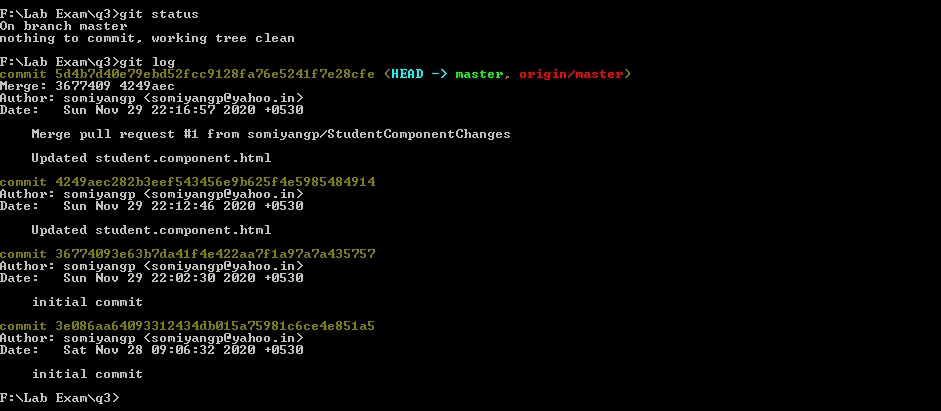 F:\Lab Exam\q3>git status
On branch master
nothing to commit, working tree clean
F:\Lab Exam\q3>git log
commit 5d4b7d40e79ebd52fcc9128fa76e5241f7e28cfe (HEAD -> master, origin/master)
Merge: 3677409 4249aec
Author: somiyangp <somiyangp@yahoo.in>
Date:   Sun Nov 29 22:16:57 2020 +0530
    Merge pull request #1 from somiyangp/StudentComponentChanges
    Updated student.component.html
commit 4249aec282b3eef543456e9b625f4e5985484914
Author: somiyangp <somiyangp@yahoo.in>
Date:   Sun Nov 29 22:12:46 2020 +0530
    Updated student.component.html
commit 36774093e63b7da41f4e422aa7f1a97a7a435757
Author: somiyangp <somiyangp@yahoo.in>
Date:   Sun Nov 29 22:02:30 2020 +0530
    initial commit
commit 3e086aa64093312434db015a75981c6ce4e851a5
Author: somiyangp <somiyangp@yahoo.in>
Date:   Sat Nov 28 09:06:32 2020 +0530
    initial commit
F:\Lab Exam\q3>